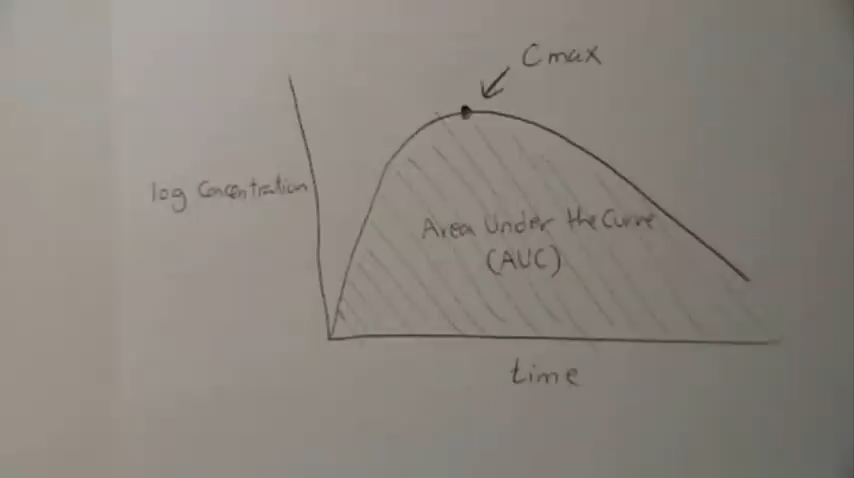 Cmax
log Concentration
Area Under the Curve
(AUC)
time